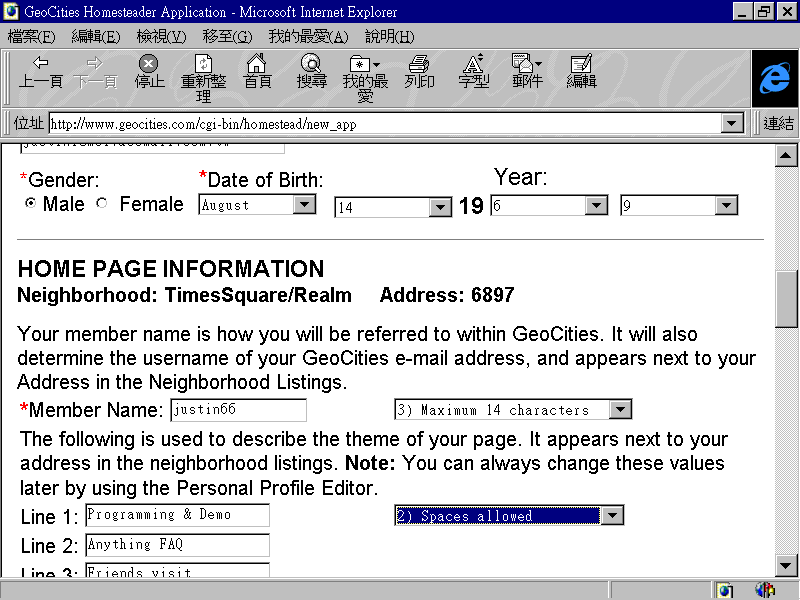 GeoCities Homesteader Application - Microsoft Internet Explorer
檔案(F) 編輯(E) 檢視(V) 移至(G) 我的最愛(A) 說明(H)
上一頁 下一頁 停止 重新整理 首頁 搜尋 我的最愛 列印 字型 郵件 編輯
位址 http://www.geocities.com/cgi-bin/homestead/new_app 連結
*Gender: *Date of Birth: Year:
Male Female August 14 19 6 9
HOME PAGE INFORMATION
Neighborhood: TimesSquare/Realm Address: 6897
Your member name is how you will be referred to within GeoCities. It will also
determine the username of your GeoCities e-mail address, and appears next to your
Address in the Neighborhood Listings.
*Member Name: justin66 3) Maximum 14 characters
The following is used to describe the theme of your page. It appears next to your
address in the neighborhood listings. Note: You can always change these values
later by using the Personal Profile Editor.
Line 1: Programming & Demo 2) Spaces allowed
Line 2: Anything FAQ
Line 3: Friends visit